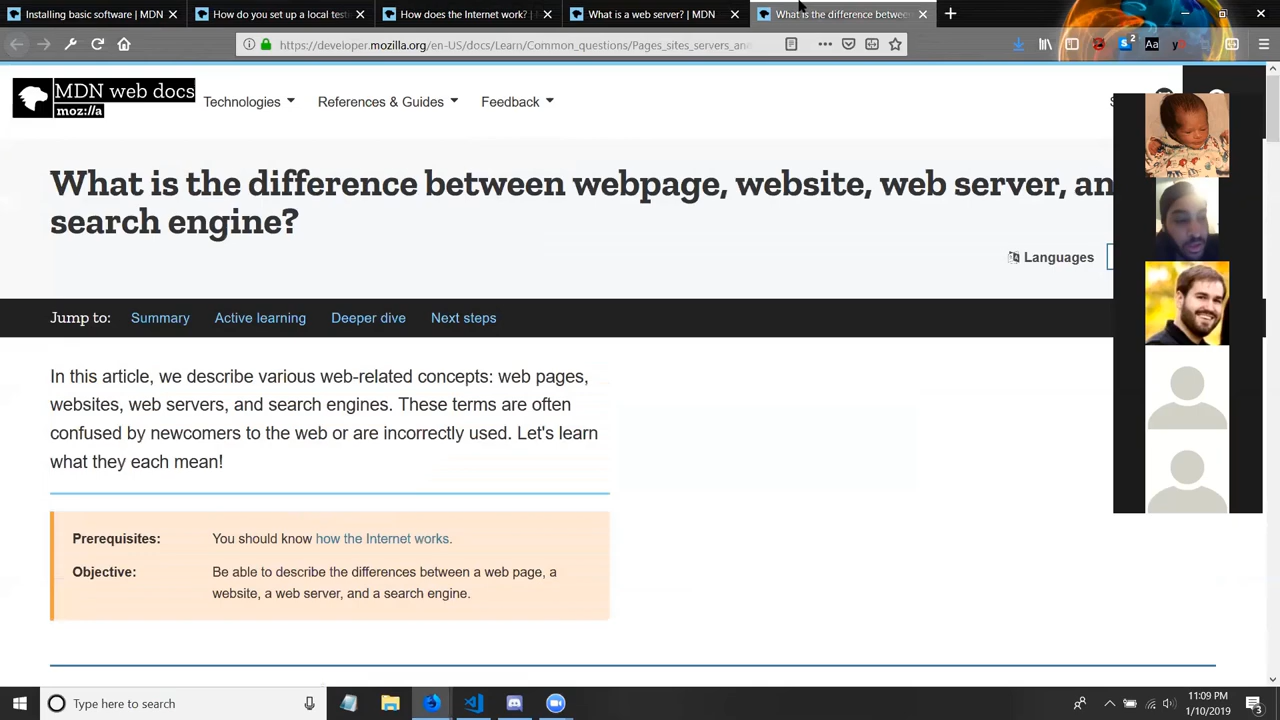 Installing basic software | MDN
How do you set up a local teste
How does the Internet work? |
What is a web server? | MDN
What is the difference betwee
https://developer.mozilla.org/en-US/docs/Learn/Common_questions/Pages_sites_servers_an
2
Aa
MDN web docs
moz://a
Technologies
References & Guides
Feedback
What is the difference between webpage, website, web server, an
search engine?
Languages
Jump to:
Summary
Active learning
Deeper dive
Next steps
In this article, we describe various web-related concepts: web pages,
websites, web servers, and search engines. These terms are often
confused by newcomers to the web or are incorrectly used. Let's learn
what they each mean!
Prerequisites: You should know how the Internet works.
Objective: Be able to describe the differences between a web page, a
website, a web server, and a search engine.
Type here to search
11:09 PM
1/10/2019
3